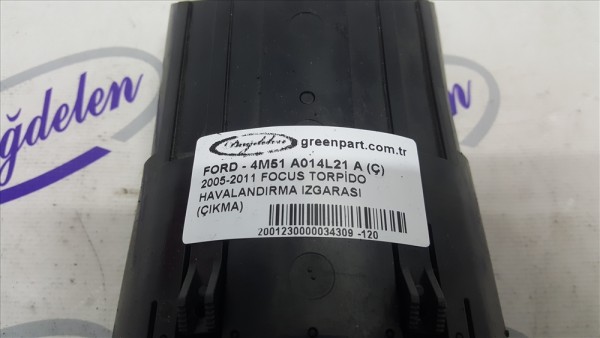 greenpart.com.tr
FORD - 4M51 A014L21 A (Ç)
2005-2011 FOCUS TORPİDO
HAVALANDIRMA IZGARASI
(ÇIKMA)
2001230000034309 -120
ğdelen